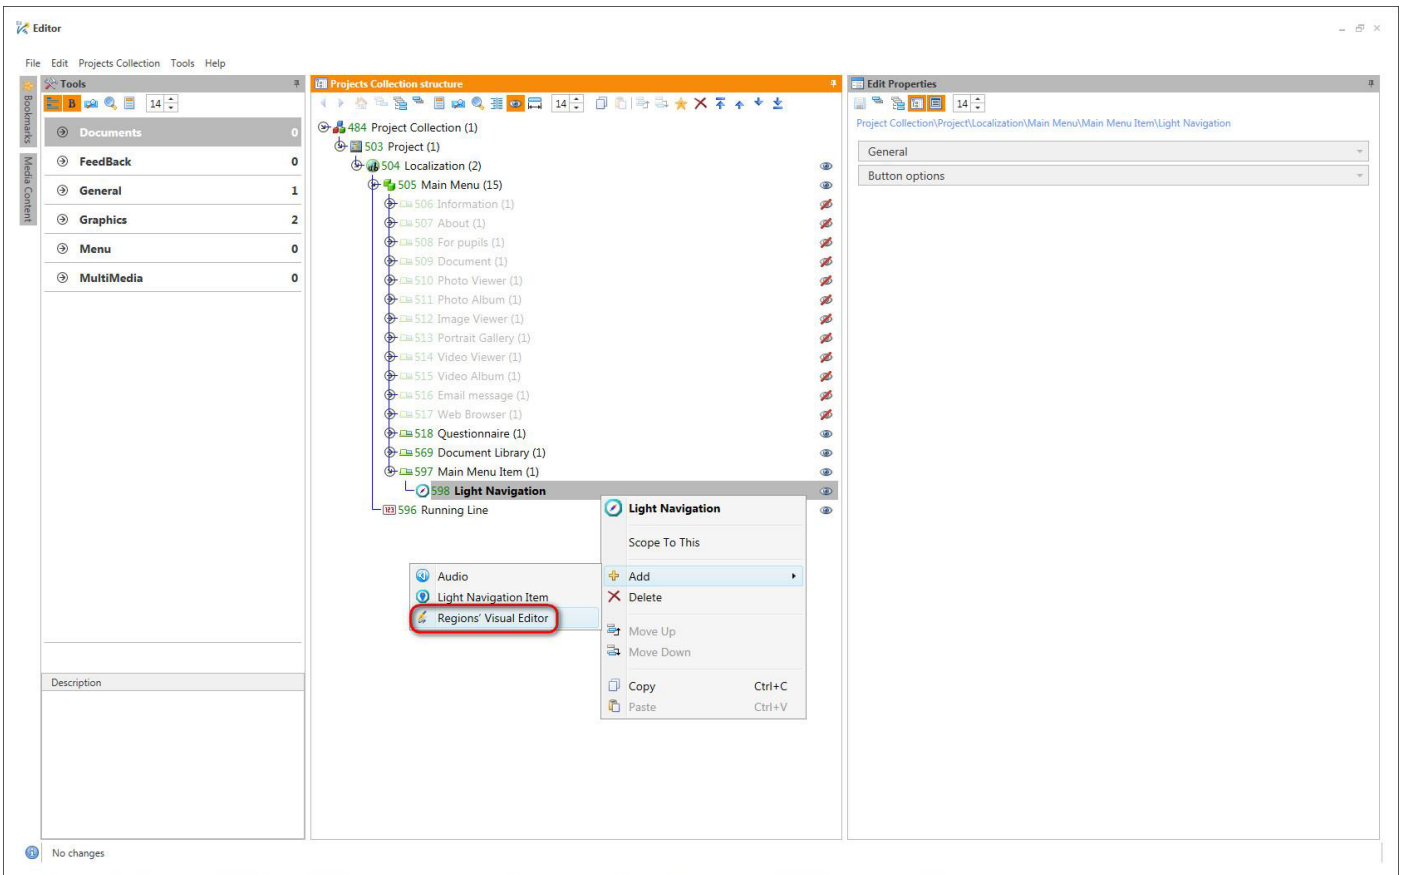 Editor
File Edit Projects Collection Tools Help
Bookmarks
Media Content
Tools
B 14
Documents 0
FeedBack 0
General 1
Graphics 2
Menu 0
MultiMedia 0
Description
Projects Collection structure
14
484 Project Collection (1)
503 Project (1)
504 Localization (2)
505 Main Menu (15)
506 Information (1)
507 About (1)
508 For pupils (1)
509 Document (1)
510 Photo Viewer (1)
511 Photo Album (1)
512 Image Viewer (1)
513 Portrait Gallery (1)
514 Video Viewer (1)
515 Video Album (1)
516 Email message (1)
517 Web Browser (1)
518 Questionnaire (1)
569 Document Library (1)
597 Main Menu Item (1)
598 Light Navigation
123 596 Running Line
Light Navigation
Scope To This
Add
Delete
Move Up
Move Down
Copy Ctrl+C
Paste Ctrl+V
Audio
Light Navigation Item
Regions' Visual Editor
Edit Properties
14
Project Collection\Project\Localization\Main Menu\Main Menu Item\Light Navigation
General
Button options
No changes